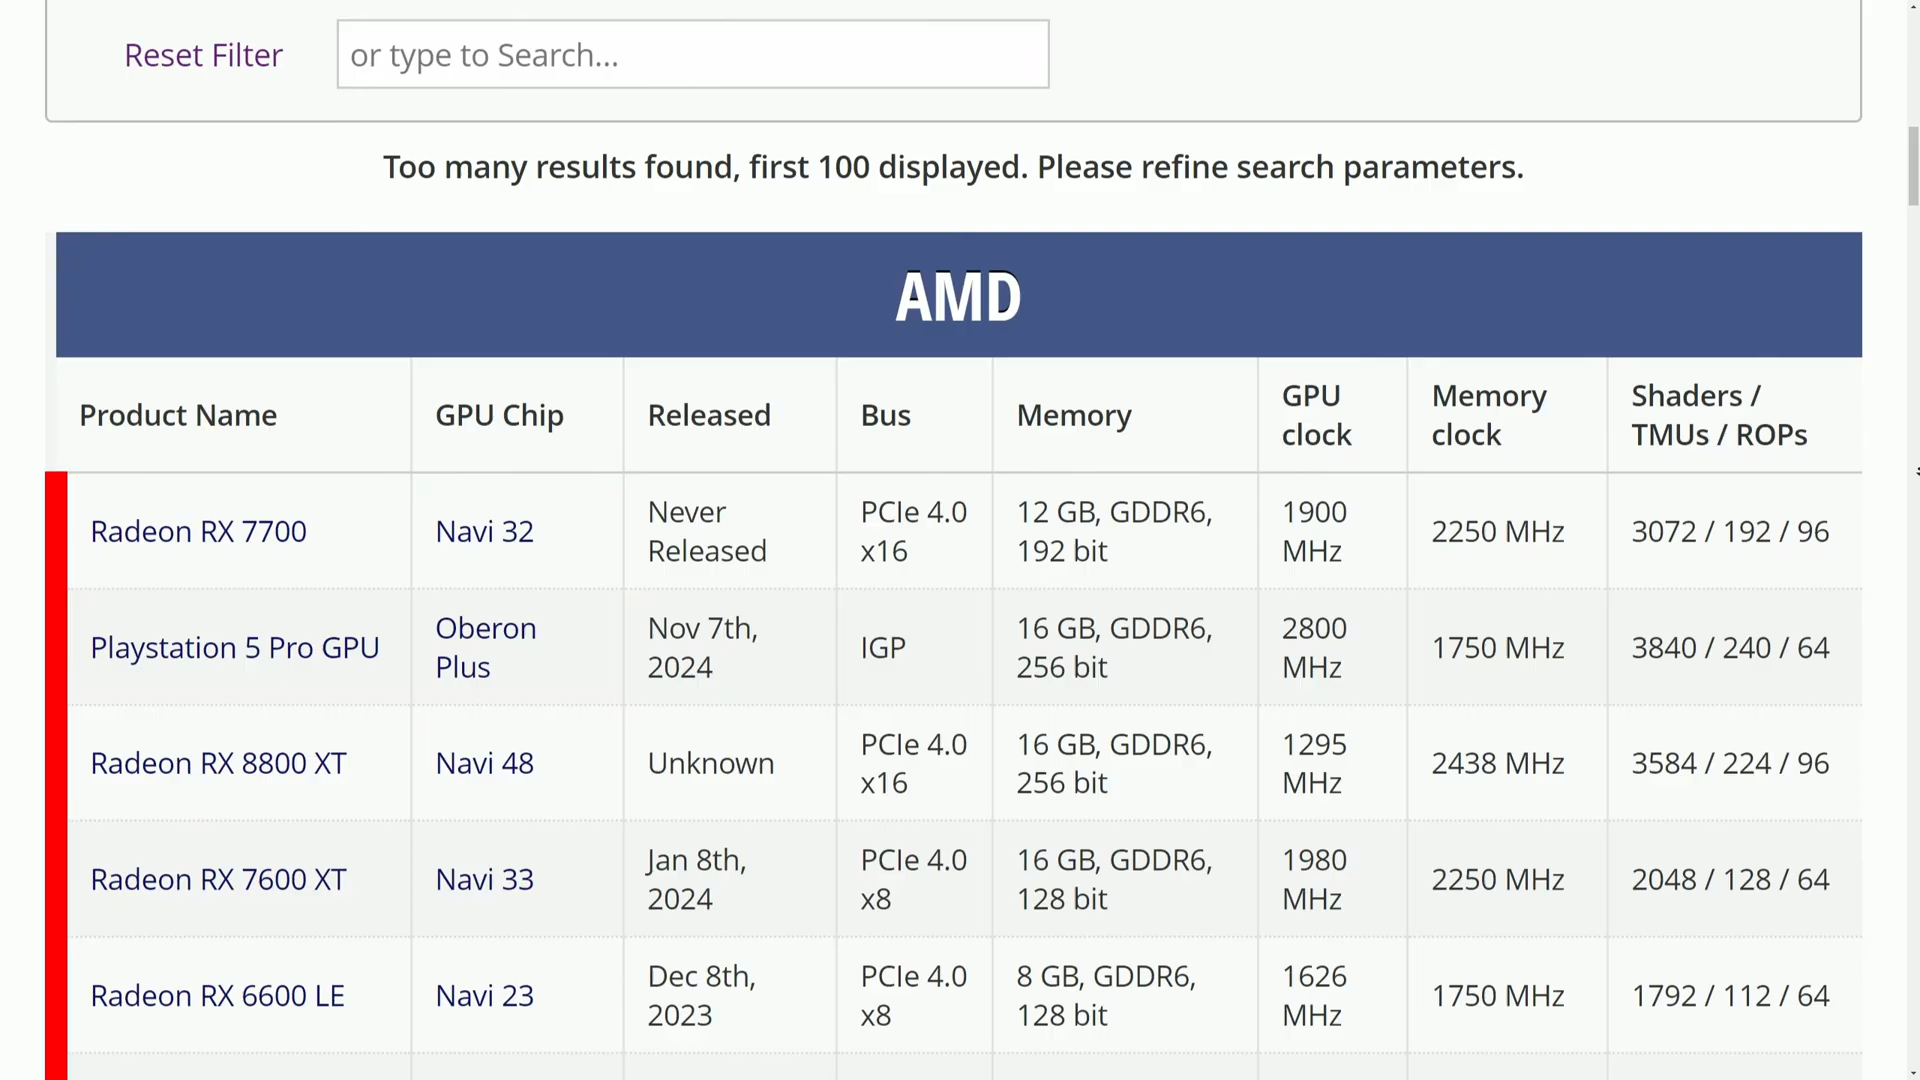 Reset Filter
or type to Search...
Too many results found, first 100 displayed. Please refine search parameters.
AMD
Product Name GPU Chip Released Bus Memory GPU clock Memory clock Shaders / TMUs / ROPs
Radeon RX 7700 Navi 32 Never Released PCIe 4.0 x16 12 GB, GDDR6, 192 bit 1900 MHz 2250 MHz 3072 / 192 / 96
Playstation 5 Pro GPU Oberon Plus Nov 7th, 2024 IGP 16 GB, GDDR6, 256 bit 2800 MHz 1750 MHz 3840 / 240 / 64
Radeon RX 8800 XT Navi 48 Unknown PCIe 4.0 x16 16 GB, GDDR6, 256 bit 1295 MHz 2438 MHz 3584 / 224 / 96
Radeon RX 7600 XT Navi 33 Jan 8th, 2024 PCIe 4.0 x8 16 GB, GDDR6, 128 bit 1980 MHz 2250 MHz 2048 / 128 / 64
Radeon RX 6600 LE Navi 23 Dec 8th, 2023 PCIe 4.0 x8 8 GB, GDDR6, 128 bit 1626 MHz 1750 MHz 1792 / 112 / 64